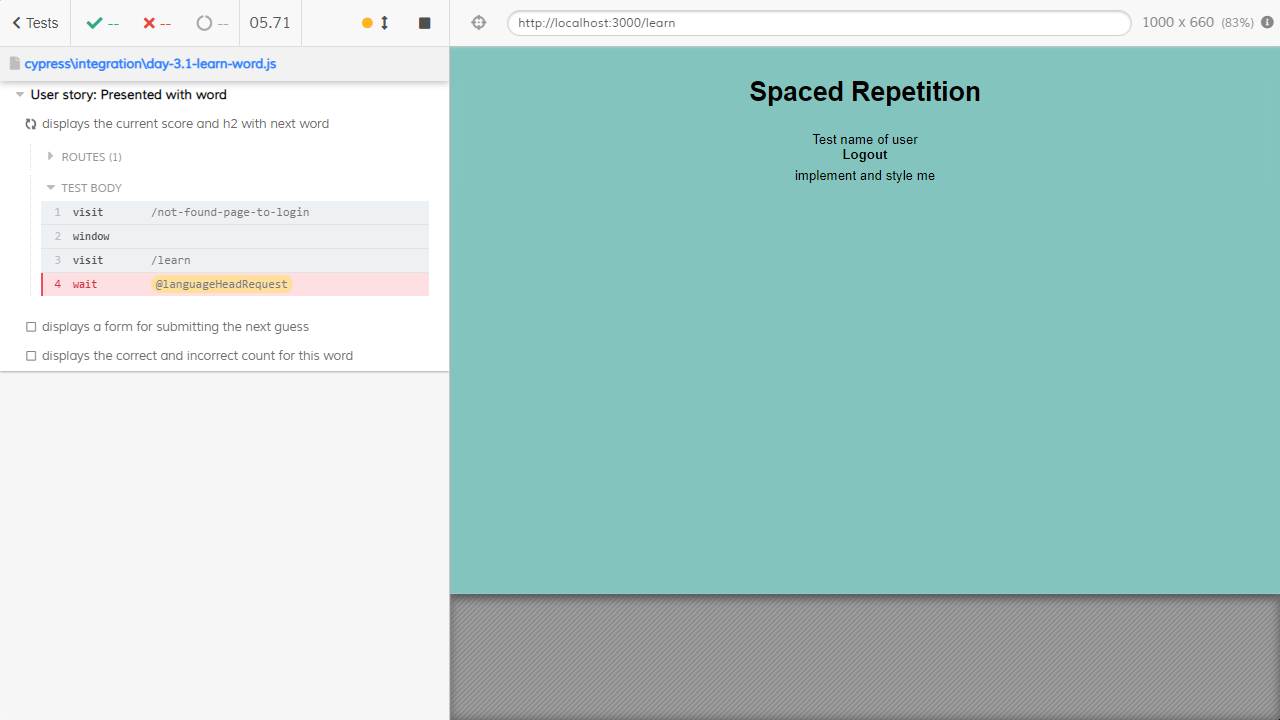 Tests -- -- -- 05.71
http://localhost:3000/learn 1000 x 660 (83%)
cypress\integration\day-3.1-learn-word.js
User story: Presented with word
displays the current score and h2 with next word
ROUTES (1)
TEST BODY
1 visit /not-found-page-to-login
2 window
3 visit /learn
4 wait @languageHeadRequest
displays a form for submitting the next guess
displays the correct and incorrect count for this word
Spaced Repetition
Test name of user
Logout
implement and style me